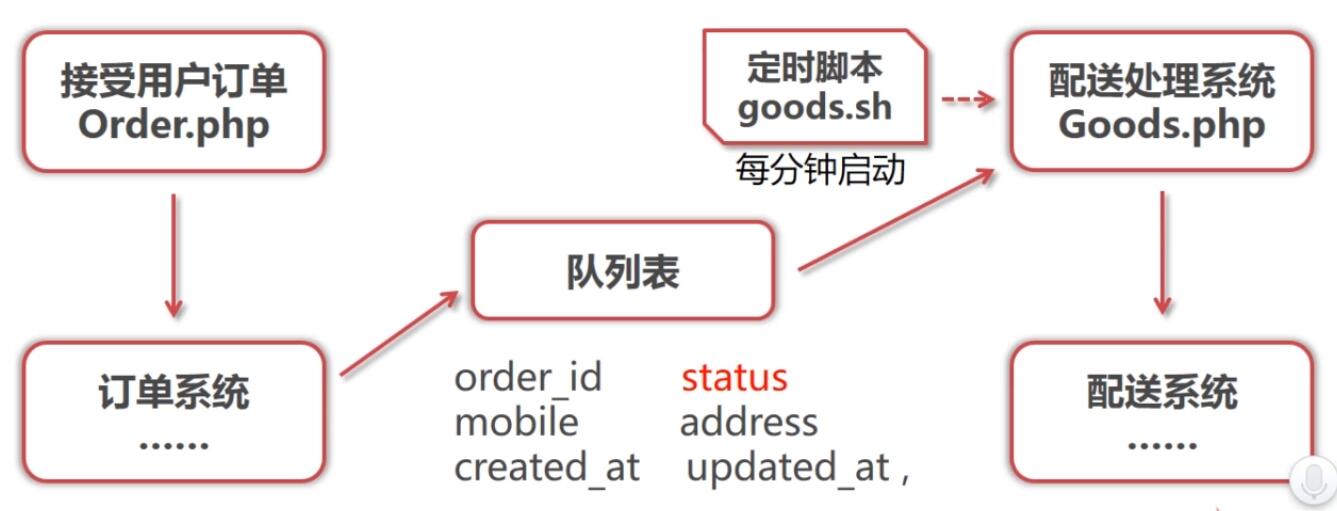 接受用户订单
Order.php
定时脚本
goods.sh
每分钟启动
配送处理系统
Goods.php
队列表
订单系统
······
order_id status
mobile address
created_at updated_at ,
配送系统
······